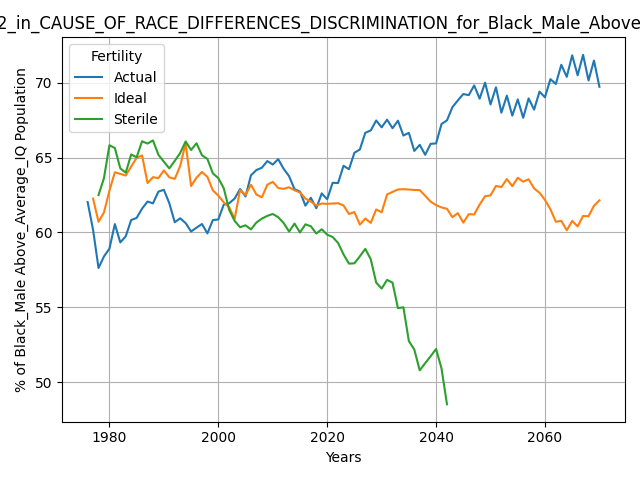 2_in_CAUSE_OF_RACE_DIFFERENCES_DISCRIMINATION_for_Black_Male_Above
Fertility
Actual
Ideal
Sterile
% of Black_Male Above_Average_IQ Population
70
65
60
55
50
1980
2000
2020
2040
2060
Years